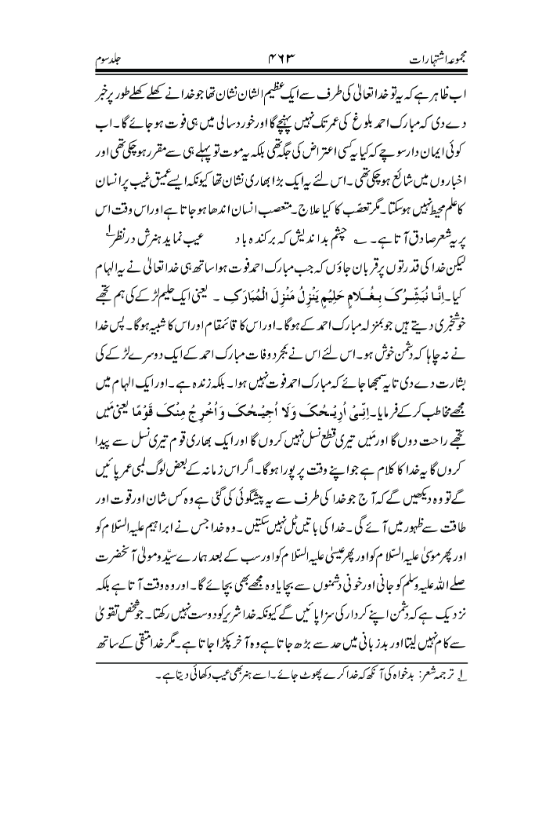 مجموعہ اشتہارات ۴۶۳ جلد سوم
اب ظاہر ہے کہ یہ تو خدا تعالیٰ کی طرف سے ایک عظیم الشان نشان تھا جو خدا نے کھلے کھلے طور پر خبر
دے دی کہ مبارک احمد بلوغ کی عمر تک نہیں پہنچے گا اور خورد سالی میں ہی فوت ہو جائے گا۔ اب
کوئی ایمان دار سوچے کہ کیا یہ کسی اعتراض کی جگہ تھی بلکہ یہ موت تو پہلے ہی سے مقرر ہو چکی تھی اور
اخباروں میں شائع ہو چکی تھی۔ اس لئے یہ ایک بڑا بھاری نشان تھا کیونکہ ایسے عمیق غیب پر انسان
کا علم محیط نہیں ہو سکتا۔ مگر تعصّب کا کیا علاج۔ متعصب انسان اندھا ہو جاتا ہے اور اس وقت اس
پر یہ شعر صادق آتا ہے۔ ؎ چشم بد اندیش کہ برکندہ باد عیب نماید ہنرش در نظر۱؎
لیکن خدا کی قدرتوں پر قربان جاؤں کہ جب مبارک احمد فوت ہوا ساتھ ہی خدا تعالیٰ نے یہ الہام
کیا۔ اِنَّا نُبَشِّرُکَ بِغُلَامٍ حَلِیْمٍ یَنْزِلُ مَنْزِلَ الْمُبَارَکِ ۔ یعنی ایک حلیم لڑکے کی ہم تجھے
خوشخبری دیتے ہیں جو بمنزلہ مبارک احمد کے ہوگا۔ اور اس کا قائمقام اور اس کا شبیہ ہوگا۔ پس خدا
نے نہ چاہا کہ دشمن خوش ہو۔ اس لئے اس نے بمجرد وفات مبارک احمد کے ایک دوسرے لڑکے کی
بشارت دے دی تا یہ سمجھا جائے کہ مبارک احمد فوت نہیں ہوا۔ بلکہ زندہ ہے۔ اور ایک الہام میں
مجھے مخاطب کر کے فرمایا۔ اِنِّیْ اُرِیْحُکَ وَلَا اُجِیْحُکَ وَاُخْرِجُ مِنْکَ قَوْمًا یعنی مَیں
تجھے راحت دوں گا اور مَیں تیری قطع نسل نہیں کروں گا اور ایک بھاری قوم تیری نسل سے پیدا
کروں گا یہ خدا کا کلام ہے جو اپنے وقت پر پورا ہوگا۔ اگر اس زمانہ کے بعض لوگ لمبی عمر پائیں
گے تو وہ دیکھیں گے کہ آج جو خدا کی طرف سے یہ پیشگوئی کی گئی ہے وہ کس شان اور قوت اور
طاقت سے ظہور میں آئے گی۔ خدا کی باتیں ٹل نہیں سکتیں۔ وہ خدا جس نے ابراہیم علیہ السّلام کو
اور پھر موسیٰ علیہ السّلام کو اور پھر عیسیٰ علیہ السّلام کو اور سب کے بعد ہمارے سیّد و مولیٰ آنحضرت
صلے اللہ علیہ وسلم کو جانی اور خونی دشمنوں سے بچایا وہ مجھے بھی بچائے گا۔ اور وہ وقت آتا ہے بلکہ
نزدیک ہے کہ دشمن اپنے کردار کی سزا پائیں گے کیونکہ خدا شریر کو دوست نہیں رکھتا۔ جو شخص تقویٰ
سے کام نہیں لیتا اور بدزبانی میں حد سے بڑھ جاتا ہے وہ آخر پکڑا جاتا ہے۔ مگر خدا متقی کے ساتھ
۱؎ ترجمہ شعر: بدخواہ کی آنکھ کہ خدا کرے پھوٹ جائے۔ اسے ہنر بھی عیب دکھائی دیتا ہے۔